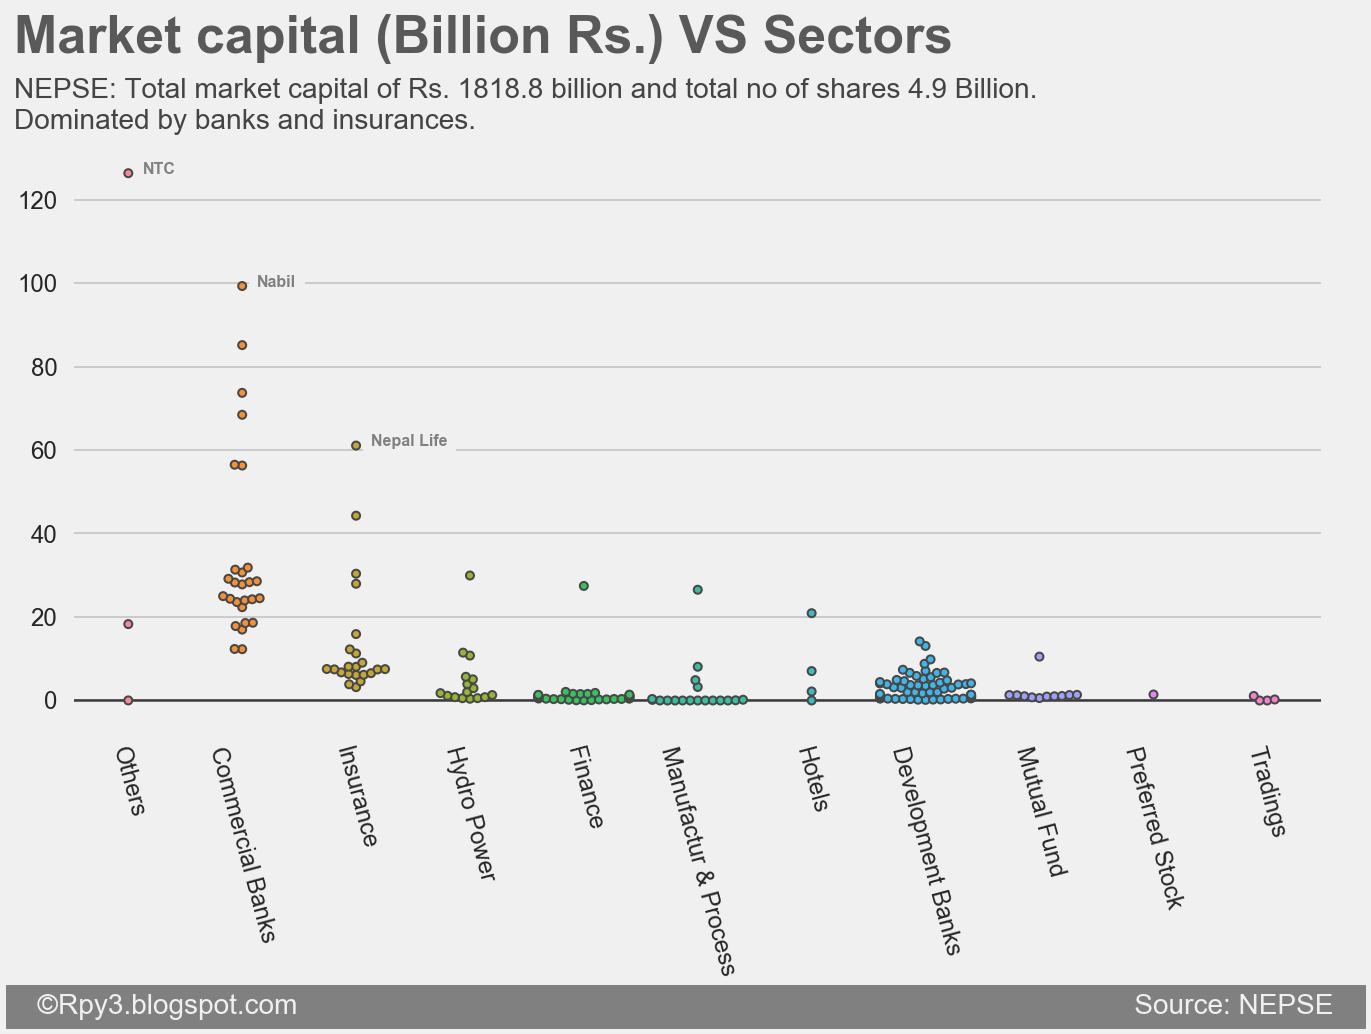 Market capital (Billion Rs.) VS Sectors
NEPSE: Total market capital of Rs. 1818.8 billion and total no of shares 4.9 Billion.
Dominated by banks and insurances.
NTC
120
100
Nabil
80
60
Nepal Life
40
20
0
Others
Commercial Banks
Insurance
Hydro Power
Finance
Manufactur & Process
Hotels
Development Banks
Mutual Fund
Preferred Stock
Tradings
©Rpy3.blogspot.com
Source: NEPSE